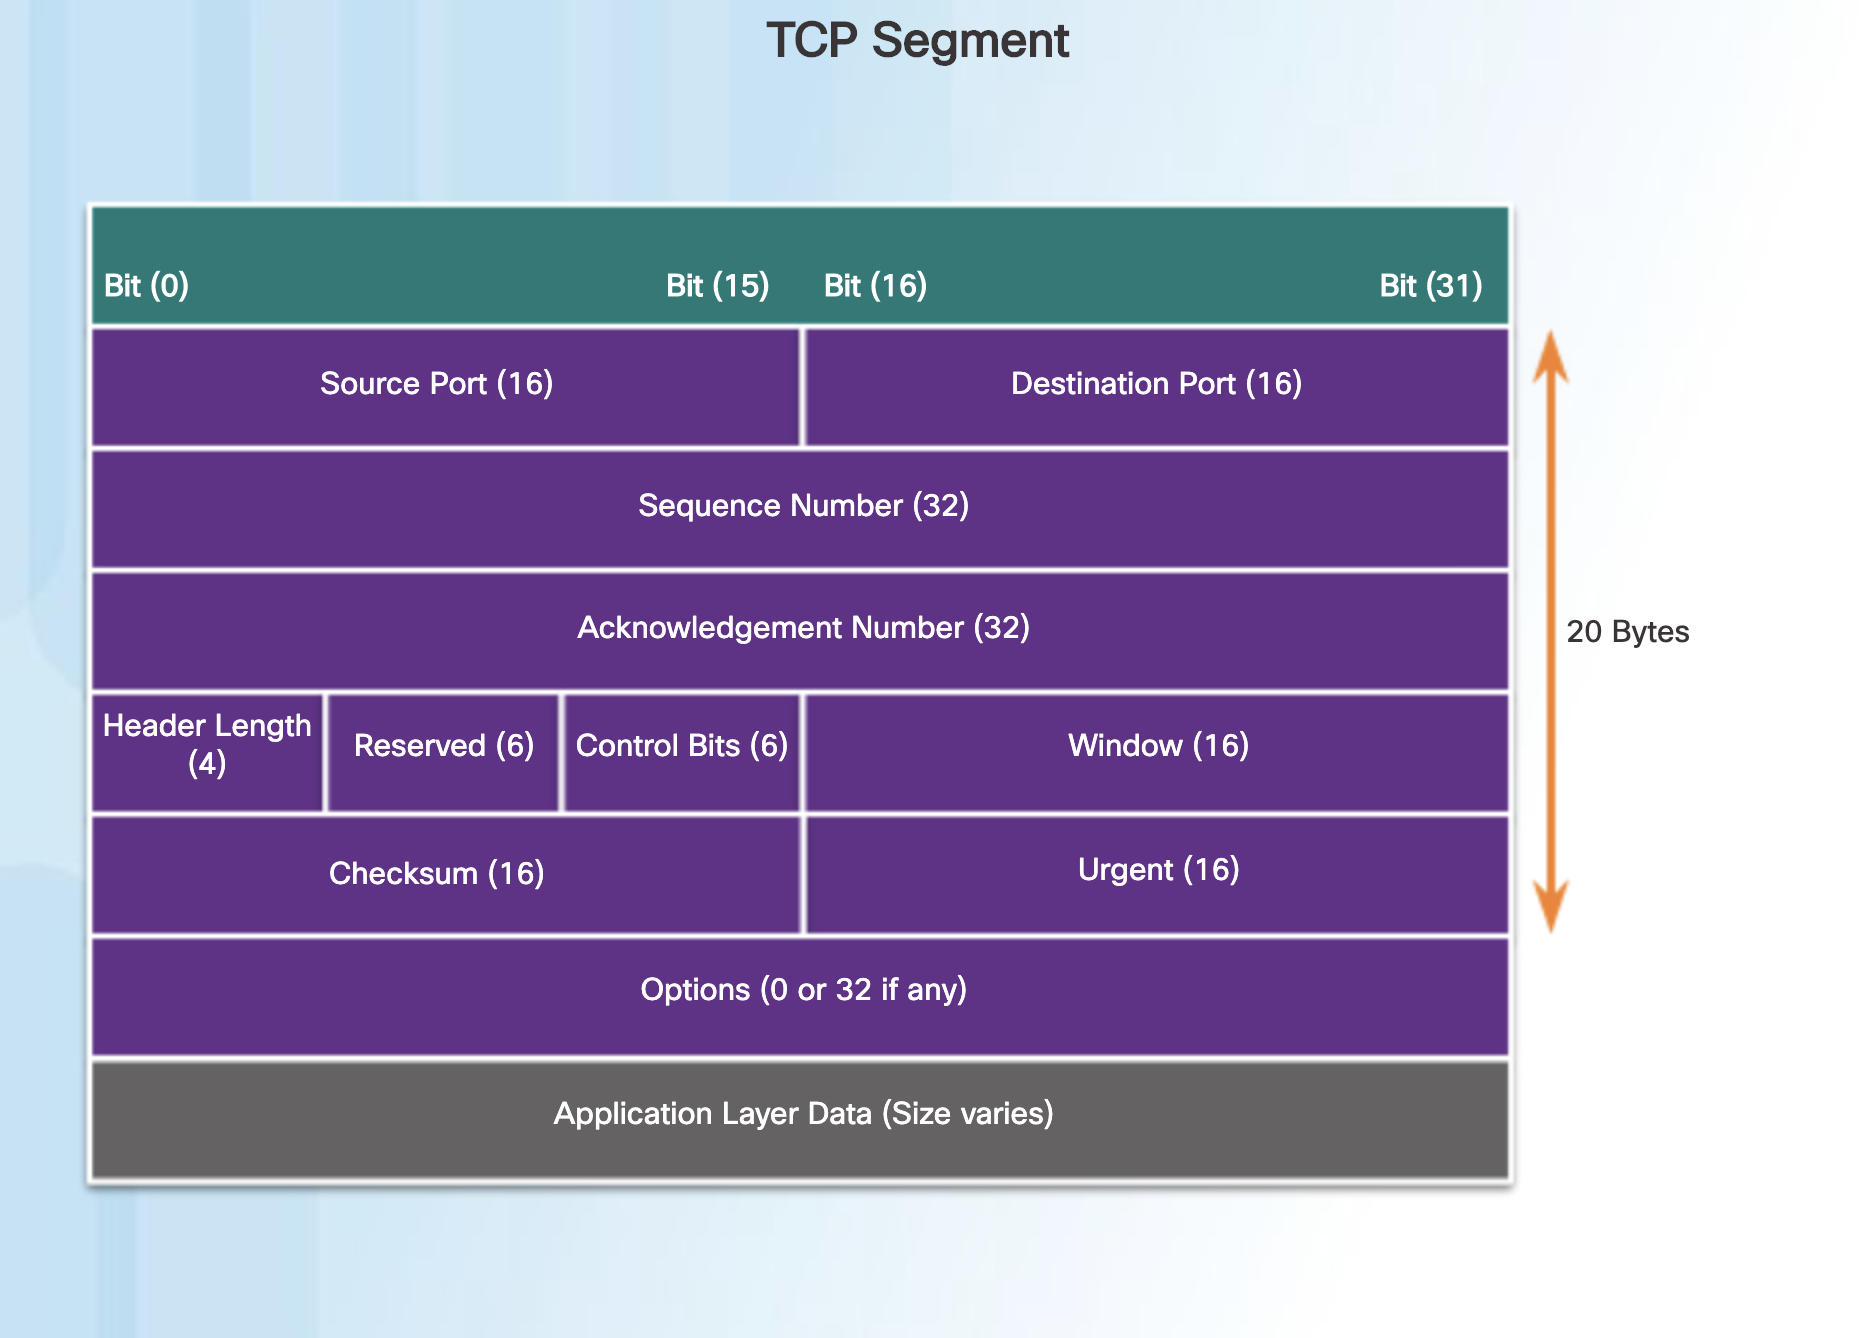 TCP Segment
Bit (0)
Bit (15)
Bit (16)
Bit (31)
Source Port (16)
Destination Port (16)
Sequence Number (32)
Acknowledgement Number (32)
20 Bytes
Header Length
(4)
Reserved (6)
Control Bits (6)
Window (16)
Checksum (16)
Urgent (16)
Options (0 or 32 if any)
Application Layer Data (Size varies)